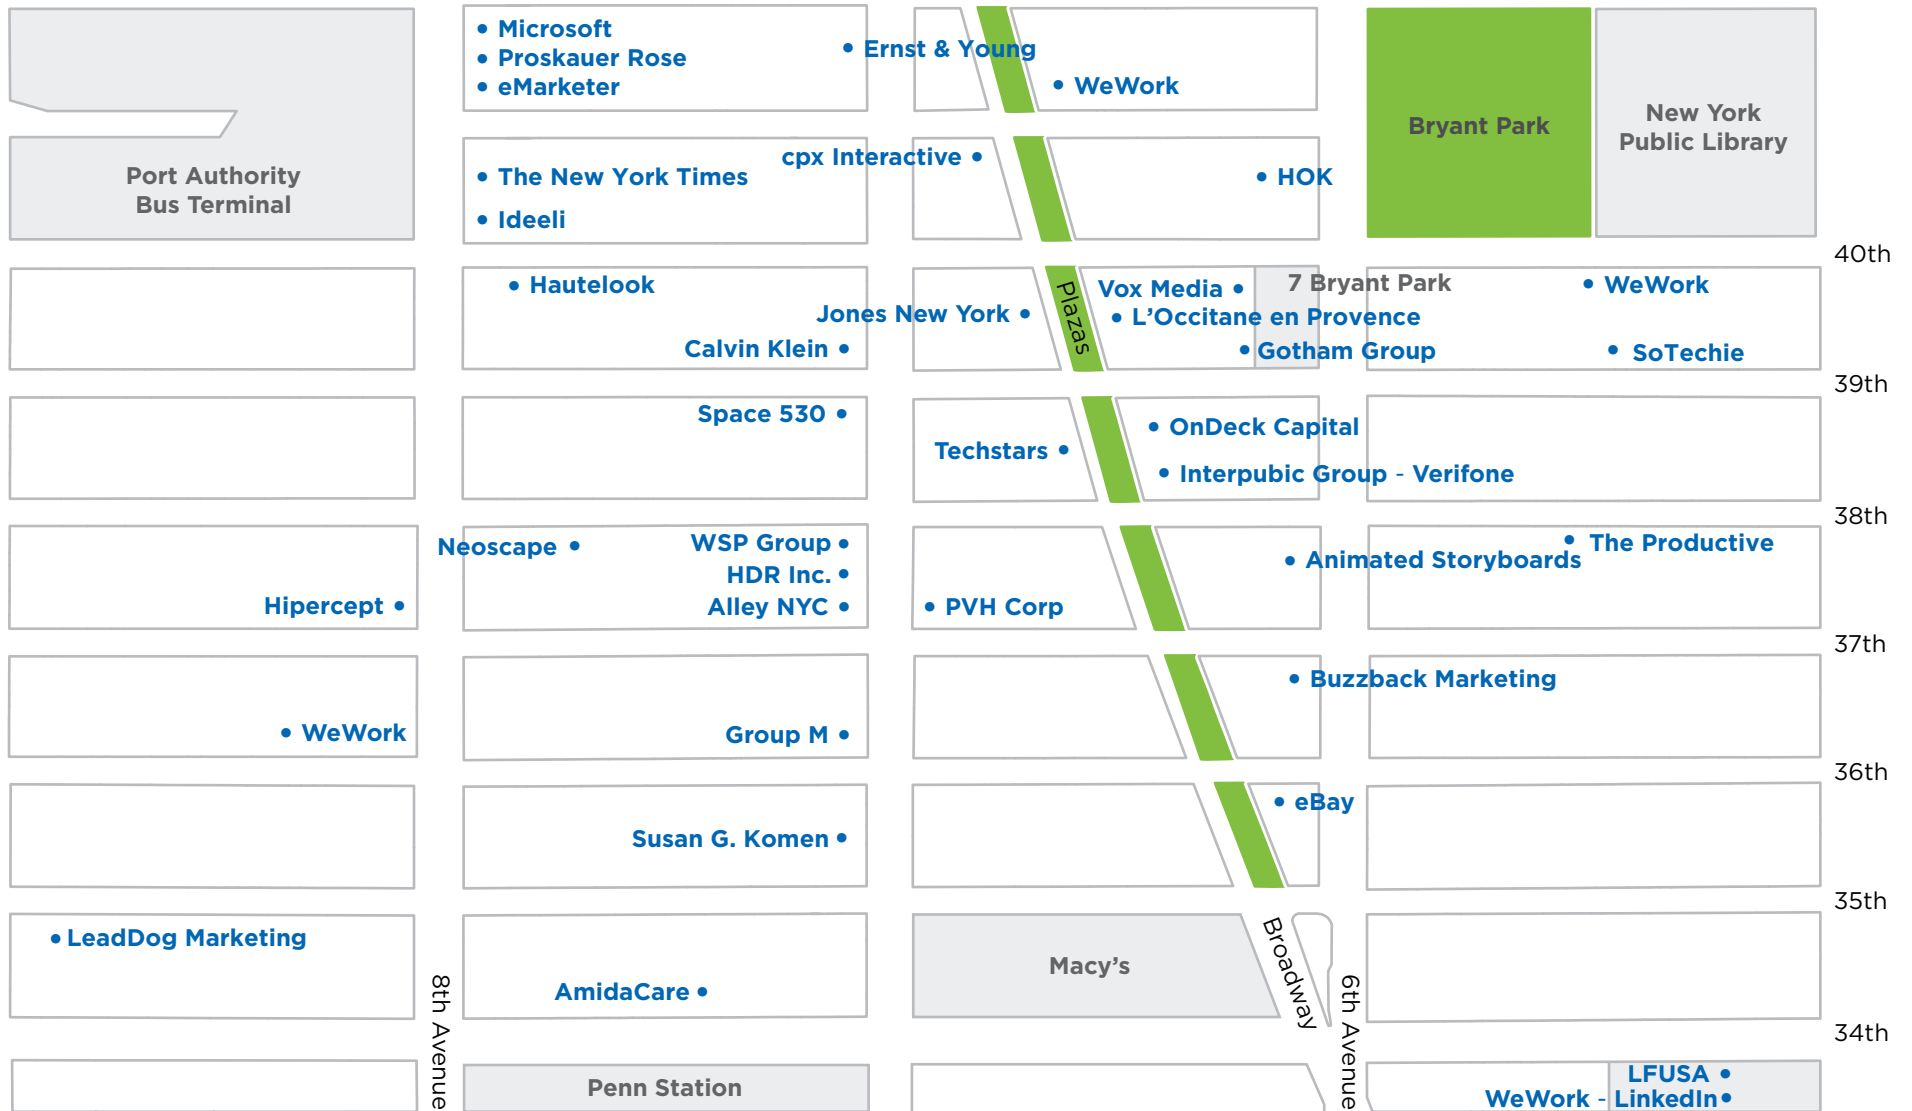 Microsoft
Proskauer Rose
eMarketer
Ernst & Young
WeWork
Bryant Park
New York
Public Library
Port Authority
Bus Terminal
cpx Interactive
The New York Times
Ideeli
HOK
40th
Hautelook
Jones New York
Calvin Klein
Plazas
Vox Media
7 Bryant Park
L'Occitane en Provence
Gotham Group
WeWork
SoTechie
39th
Space 530
Techstars
OnDeck Capital
Interpubic Group - Verifone
38th
Neoscape
WSP Group
HDR Inc.
Alley NYC
Hipercept
PVH Corp
Animated Storyboards
The Productive
37th
WeWork
Group M
Buzzback Marketing
36th
Susan G. Komen
eBay
35th
LeadDog Marketing
AmidaCare
Macy's
Broadway
8th Avenue
6th Avenue
34th
Penn Station
LFUSA
WeWork - LinkedIn